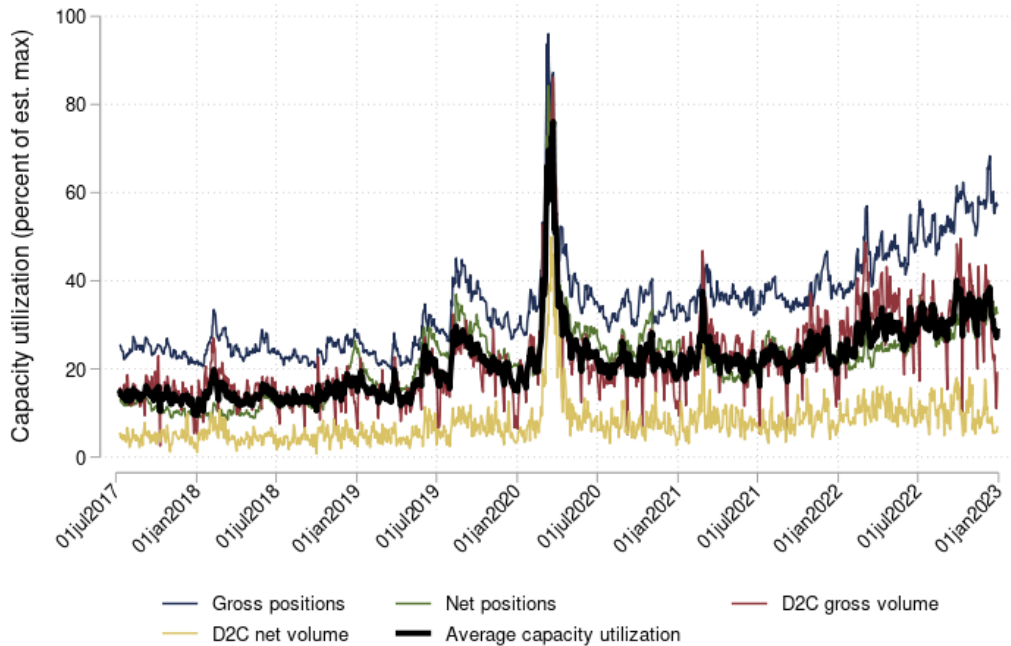 Capacity utilization (percent of est. max)
100
80
60
40
20
0
01jul2017
01jan2018
01jul2018
01jan2019
01jul2019
01jan2020
01jul2020
01jan2021
01jul2021
01jan2022
01jul2022
01jan2023
Gross positions Net positions D2C gross volume
D2C net volume Average capacity utilization